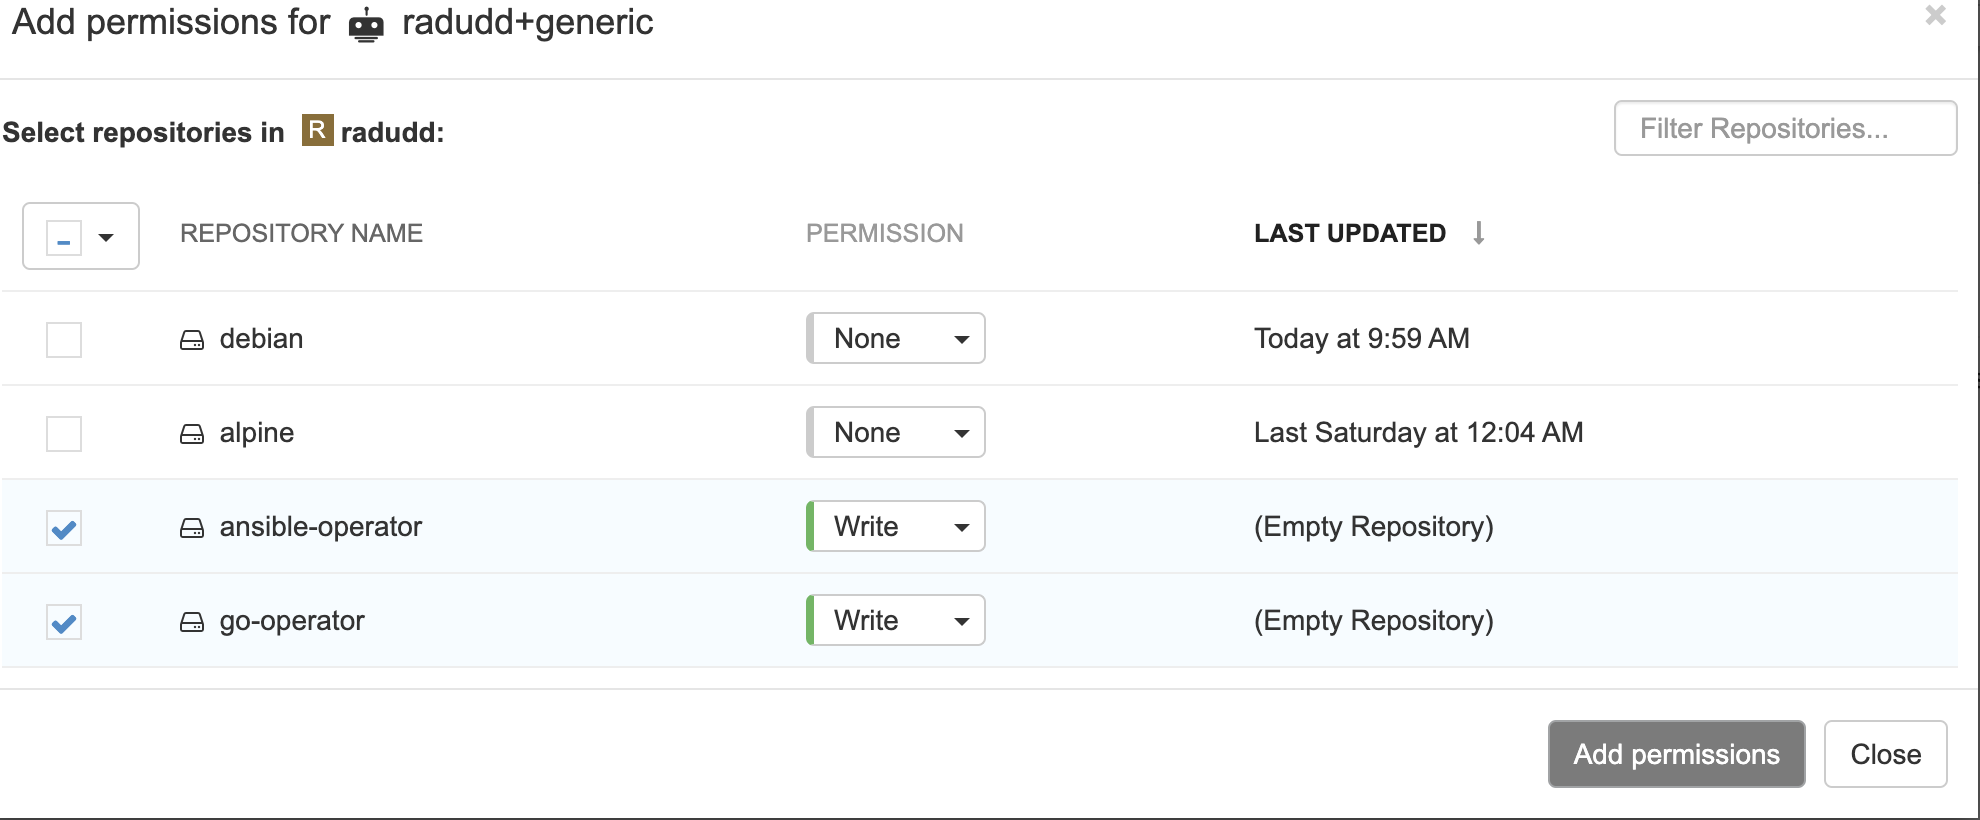 Add permissions for radudd+generic
Select repositories in R radudd:
Filter Repositories...
REPOSITORY NAME PERMISSION LAST UPDATED
debian None Today at 9:59 AM
alpine None Last Saturday at 12:04 AM
ansible-operator Write (Empty Repository)
go-operator Write (Empty Repository)
Add permissions Close